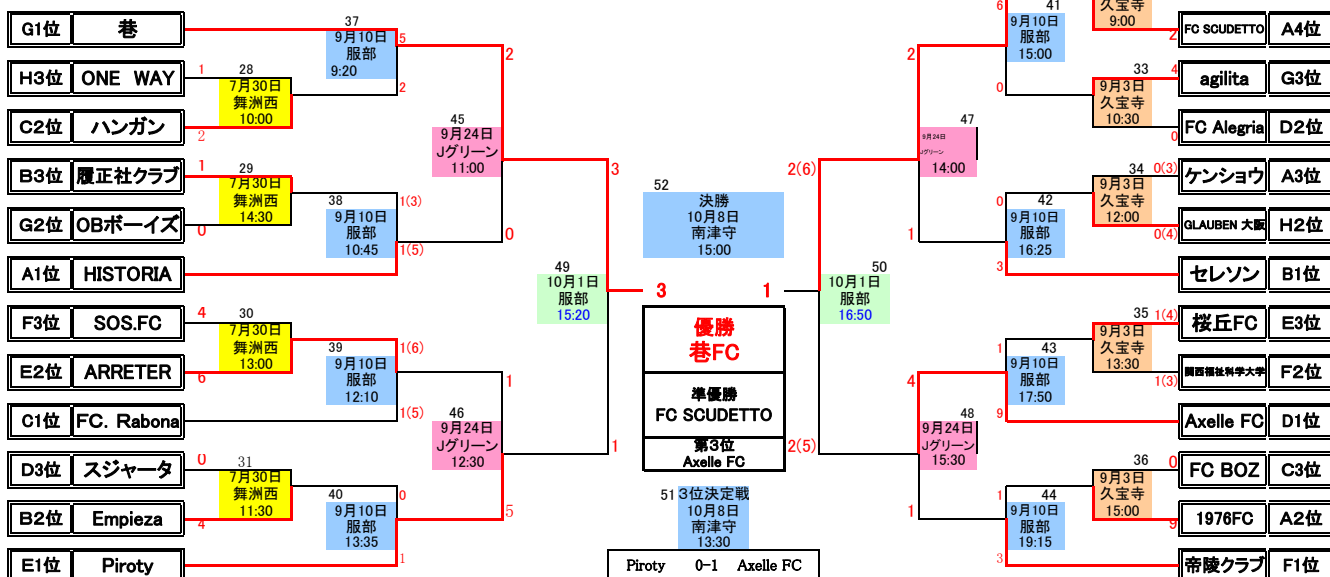 G1位 巷
H3位 ONE WAY
C2位 ハンガン
B3位 履正社クラブ
G2位 OBボーイズ
A1位 HISTORIA
F3位 SOS.FC
E2位 ARRETER
C1位 FC. Rabona
D3位 スジャータ
B2位 Empieza
E1位 Piroty
1
2
1
0
4
6
0
4
28
7月30日
舞洲西
10:00
29
7月30日
舞洲西
14:30
30
7月30日
舞洲西
13:00
31
7月30日
舞洲西
11:30
37
9月10日
服部
9:20
5
2
38
9月10日
服部
10:45
1(3)
1(5)
39
9月10日
服部
12:10
1(6)
1(5)
40
9月10日
服部
13:35
0
1
45
9月24日
Jグリーン
11:00
2
0
46
9月24日
Jグリーン
12:30
1
5
49
10月1日
服部
15:20
3
1
52
決勝
10月8日
南津守
15:00
3 1
優勝
巷FC
準優勝
FC SCUDETTO
第3位
Axelle FC
51 3位決定戦
10月8日
南津守
13:30
Piroty 0-1 Axelle FC
50
10月1日
服部
16:50
2(6)
2(5)
47
9月24日
Jグリーン
14:00
2
1
48
9月24日
Jグリーン
15:30
4
1
41
9月10日
服部
15:00
6
0
42
9月10日
服部
16:25
0
3
43
9月10日
服部
17:50
1
9
44
9月10日
服部
19:15
1
3
久宝寺
9:00
2
33
9月3日
久宝寺
10:30
4
0
34
9月3日
久宝寺
12:00
0(3)
0(4)
35
9月3日
久宝寺
13:30
1(4)
1(3)
36
9月3日
久宝寺
15:00
0
9
FC SCUDETTO A4位
agilita G3位
FC Alegria D2位
ケンショウ A3位
GLAUBEN 大阪 H2位
セレソン B1位
桜丘FC E3位
関西福祉科学大学 F2位
Axelle FC D1位
FC BOZ C3位
1976FC A2位
帝陵クラブ F1位